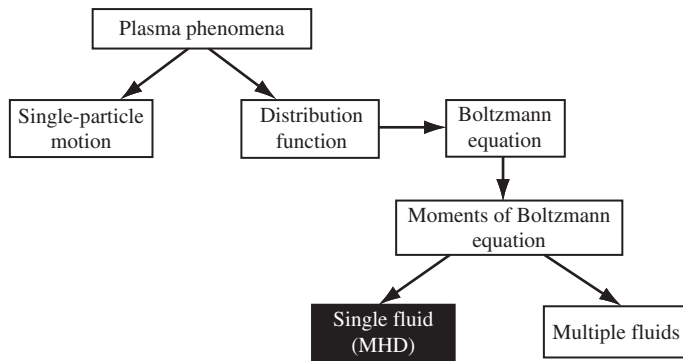 Plasma phenomena
Single-particle
motion
Distribution
function
Boltzmann
equation
Moments of Boltzmann
equation
Single fluid
(MHD)
Multiple fluids